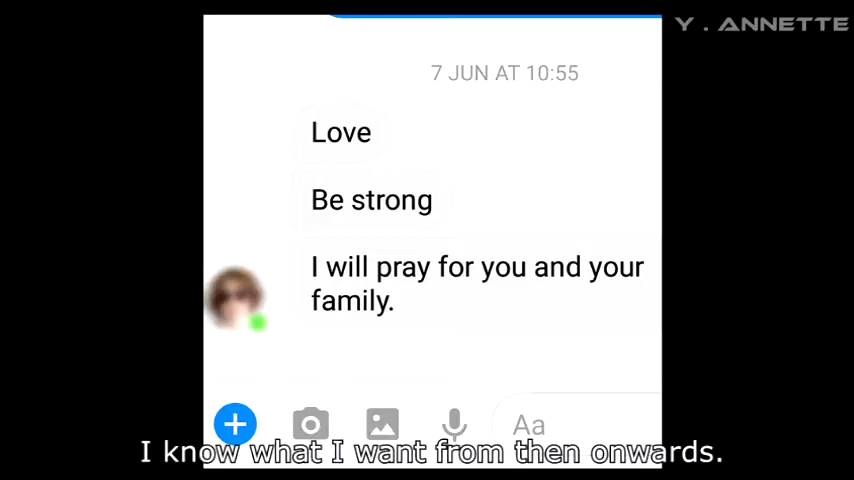 Y . ANNETTE
7 JUN AT 10:55
Love
Be strong
I will pray for you and your
family.
Aa
I know what I want from then onwards.